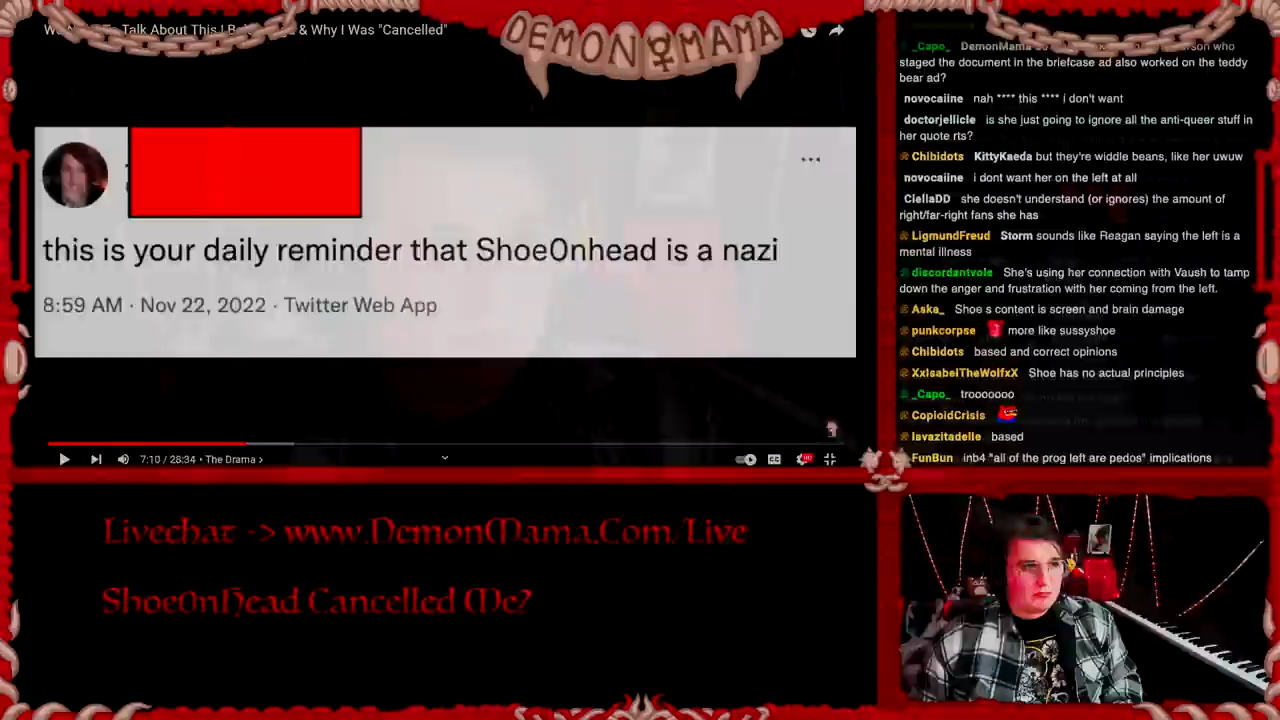 DEMON MAMA
Talk About This
& Why I Was "Cancelled"
this is your daily reminder that Shoe0nhead is a nazi
8:59 AM · Nov 22, 2022 · Twitter Web App
7:10 / 28:34 • The Drama ›
_Capo_ DemonMama
who
staged the document in the briefcase ad also worked on the teddy
bear ad?
novocaiine nah **** this **** i don't want
doctorjellicle is she just going to ignore all the anti-queer stuff in
her quote rts?
Chibidots KittyKaeda but they're widdle beans, like her uwuw
novocaiine i dont want her on the left at all
CiellaDD she doesn't understand (or ignores) the amount of
right/far-right fans she has
LigmundFreud Storm sounds like Reagan saying the left is a
mental illness
discordantvole She's using her connection with Vaush to tamp
down the anger and frustration with her coming from the left.
Aska_ Shoe s content is screen and brain damage
punkcorpse more like sussyshoe
Chibidots based and correct opinions
XxIsabelTheWolfxX Shoe has no actual principles
_Capo_ trooooooo
CopioidCrisis
lavazitadelle based
FunBun inb4 "all of the prog left are pedos" implications
Livechat -> www.DemonMama.Com/Live
Shoe0nHead Cancelled Me?